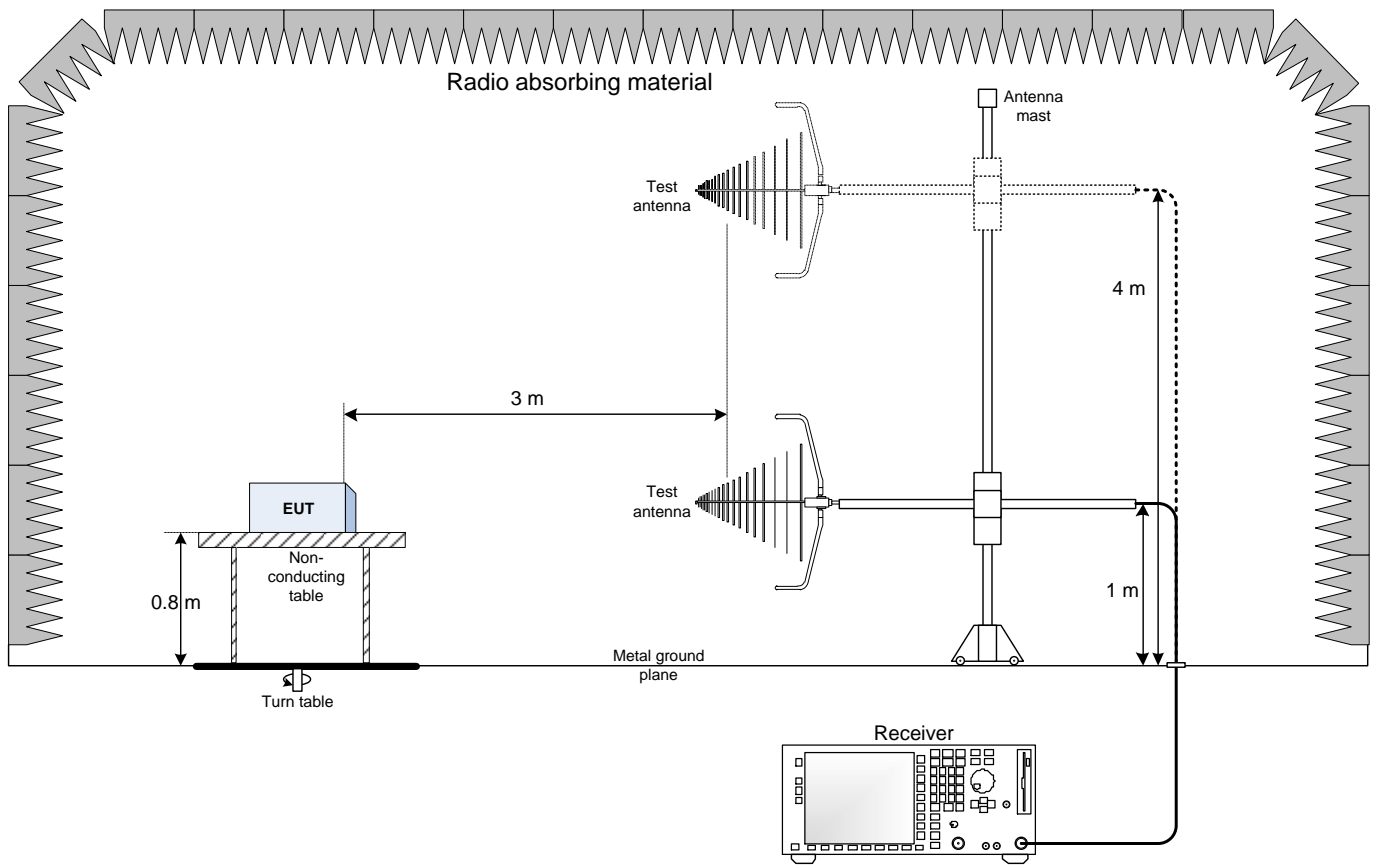 Radio absorbing material
Antenna
mast
Test
antenna
4 m
3 m
Test
antenna
EUT
Non-
conducting
table
0.8 m
1 m
Metal ground
plane
Turn table
Receiver